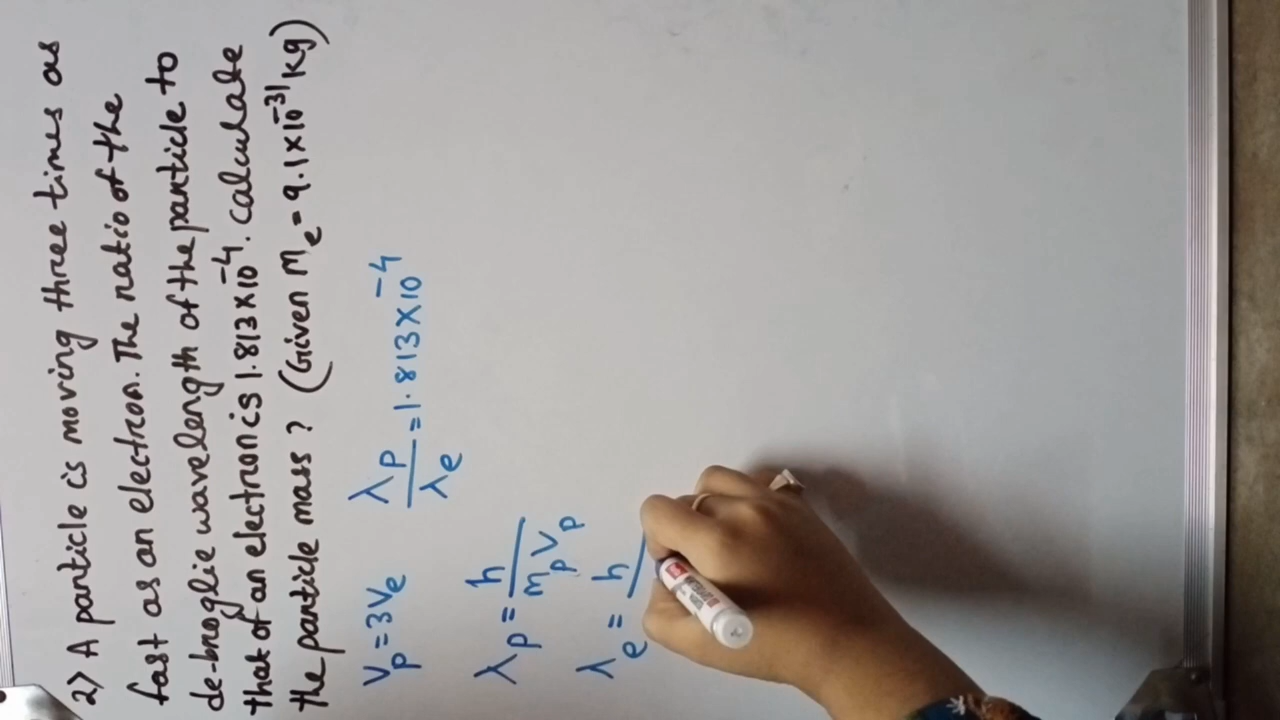 2) A particle is moving three times as
fast as an electron. The ratio of the
de-broglie wavelength of the particle to
that of an electron is 1.813×10⁻⁴. Calculate
the particle mass? (Given Mₑ = 9.1×10⁻³¹ kg)
Vₚ = 3Vₑ λₚ/λₑ = 1.813×10⁻⁴
λₚ = h/mₚVₚ
λₑ = h